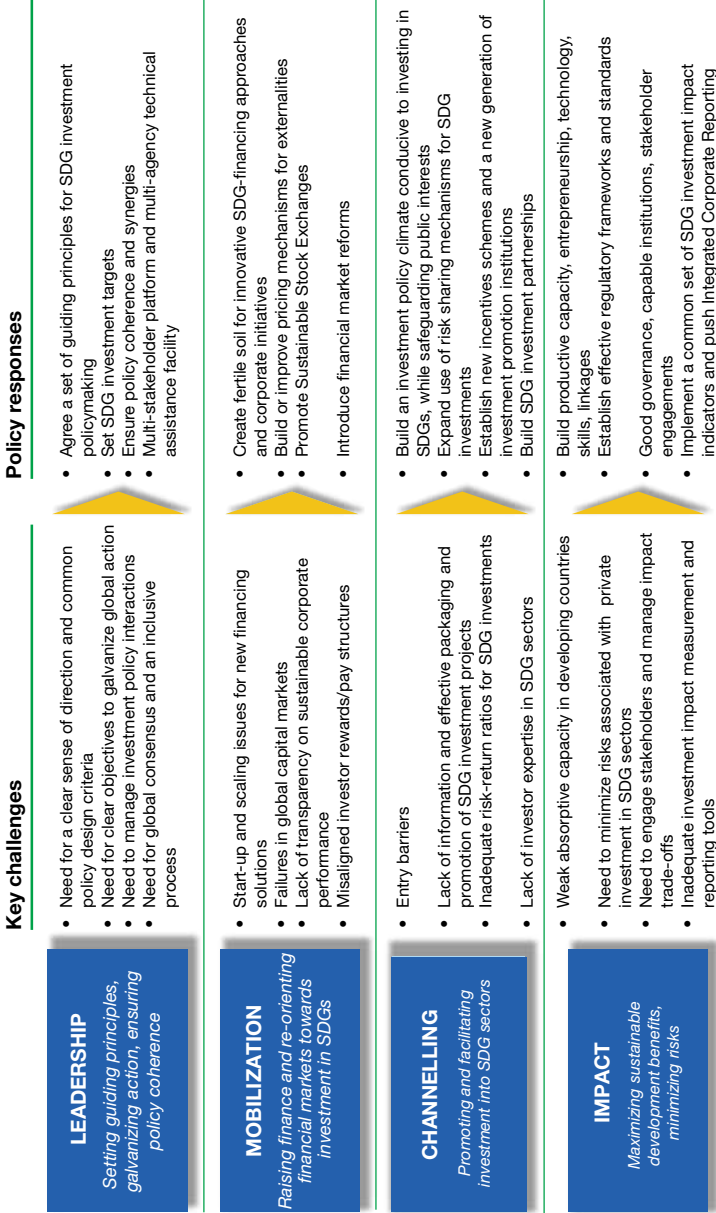 Key challenges
Policy responses
LEADERSHIP
Setting guiding principles,
galvanizing action, ensuring
policy coherence
• Need for a clear sense of direction and common
policy design criteria
• Need for clear objectives to galvanize global action
• Need to manage investment policy interactions
• Need for global consensus and an inclusive
process
• Agree a set of guiding principles for SDG investment
policymaking
• Set SDG investment targets
• Ensure policy coherence and synergies
• Multi-stakeholder platform and multi-agency technical
assistance facility
MOBILIZATION
Raising finance and re-orienting
financial markets towards
investment in SDGs
• Start-up and scaling issues for new financing
solutions
• Failures in global capital markets
• Lack of transparency on sustainable corporate
performance
• Misaligned investor rewards/pay structures
• Create fertile soil for innovative SDG-financing approaches
and corporate initiatives
• Build or improve pricing mechanisms for externalities
• Promote Sustainable Stock Exchanges
• Introduce financial market reforms
CHANNELLING
Promoting and facilitating
investment into SDG sectors
• Entry barriers
• Lack of information and effective packaging and
promotion of SDG investment projects
• Inadequate risk-return ratios for SDG investments
• Lack of investor expertise in SDG sectors
• Build an investment policy climate conducive to investing in
SDGs, while safeguarding public interests
• Expand use of risk sharing mechanisms for SDG
investments
• Establish new incentives schemes and a new generation of
investment promotion institutions
• Build SDG investment partnerships
IMPACT
Maximizing sustainable
development benefits,
minimizing risks
• Weak absorptive capacity in developing countries
• Need to minimize risks associated with private
investment in SDG sectors
• Need to engage stakeholders and manage impact
trade-offs
• Inadequate investment impact measurement and
reporting tools
• Build productive capacity, entrepreneurship, technology,
skills, linkages
• Establish effective regulatory frameworks and standards
• Good governance, capable institutions, stakeholder
engagements
• Implement a common set of SDG investment impact
indicators and push Integrated Corporate Reporting